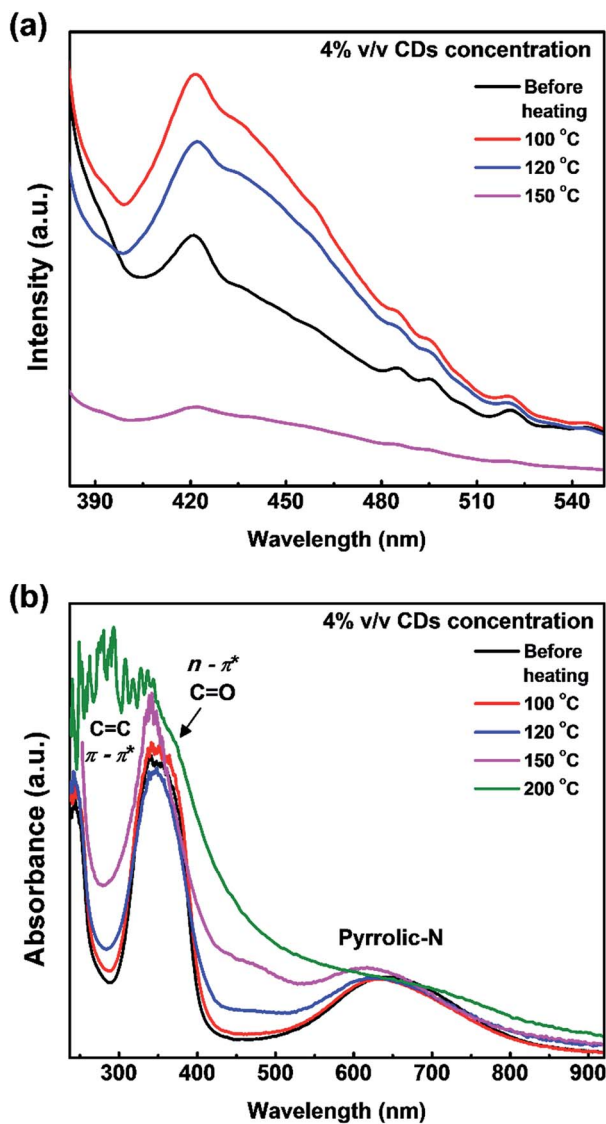 (a)
4% v/v CDs concentration
Before
heating
100 °C
120 °C
150 °C
Intensity (a.u.)
390 420 450 480 510 540
Wavelength (nm)
(b)
4% v/v CDs concentration
Before
heating
100 °C
120 °C
150 °C
200 °C
n - π*
C=O
C=C
π - π*
Pyrrolic-N
Absorbance (a.u.)
300 400 500 600 700 800 900
Wavelength (nm)